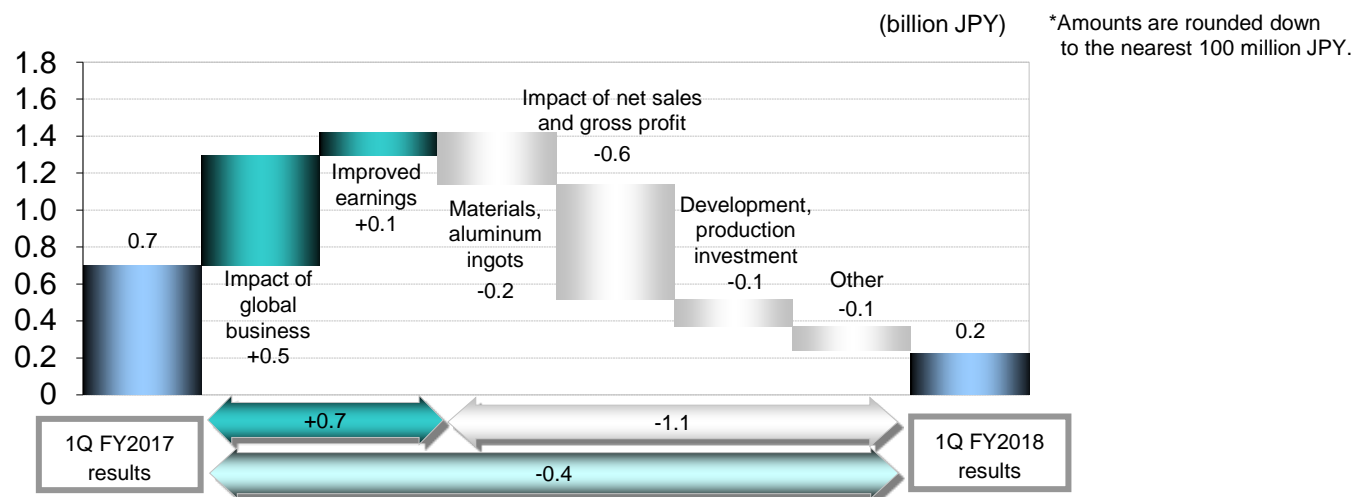 (billion JPY)
*Amounts are rounded down
to the nearest 100 million JPY.
1.8
1.6
1.4
1.2
1.0
0.8
0.6
0.4
0.2
0
0.7
Impact of
global
business
+0.5
Improved
earnings
+0.1
Materials,
aluminum
ingots
-0.2
Impact of net sales
and gross profit
-0.6
Development,
production
investment
-0.1
Other
-0.1
0.2
1Q FY2017
results
+0.7
-1.1
-0.4
1Q FY2018
results